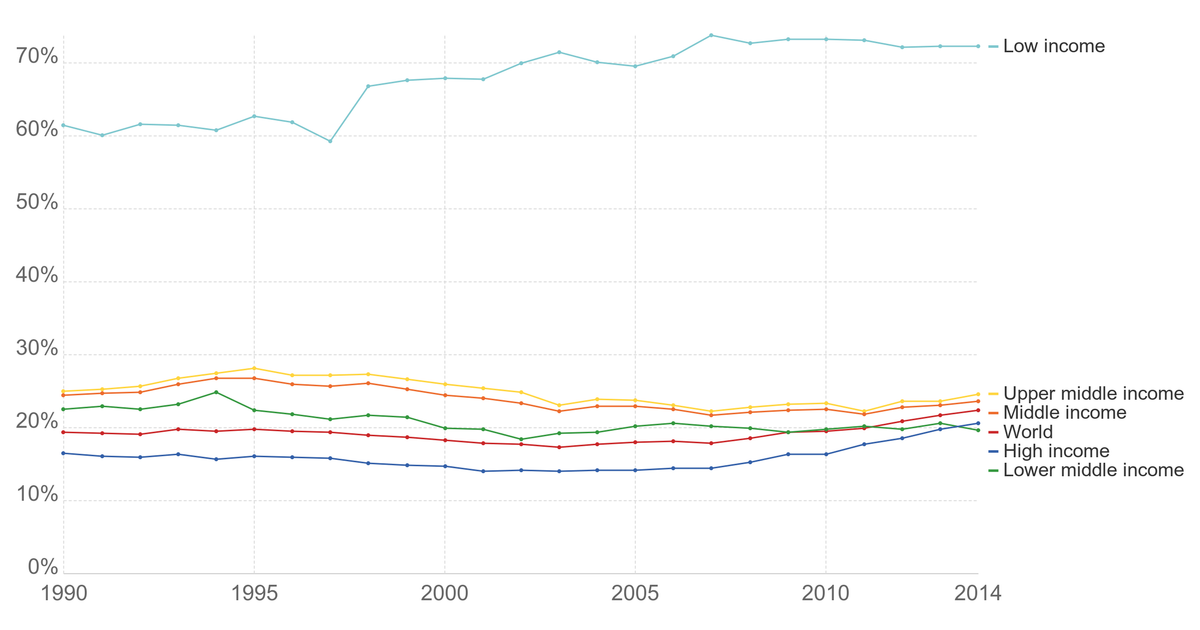 70%
60%
50%
40%
30%
20%
10%
0%
1990 1995 2000 2005 2010 2014
Low income
Upper middle income
Middle income
World
High income
Lower middle income